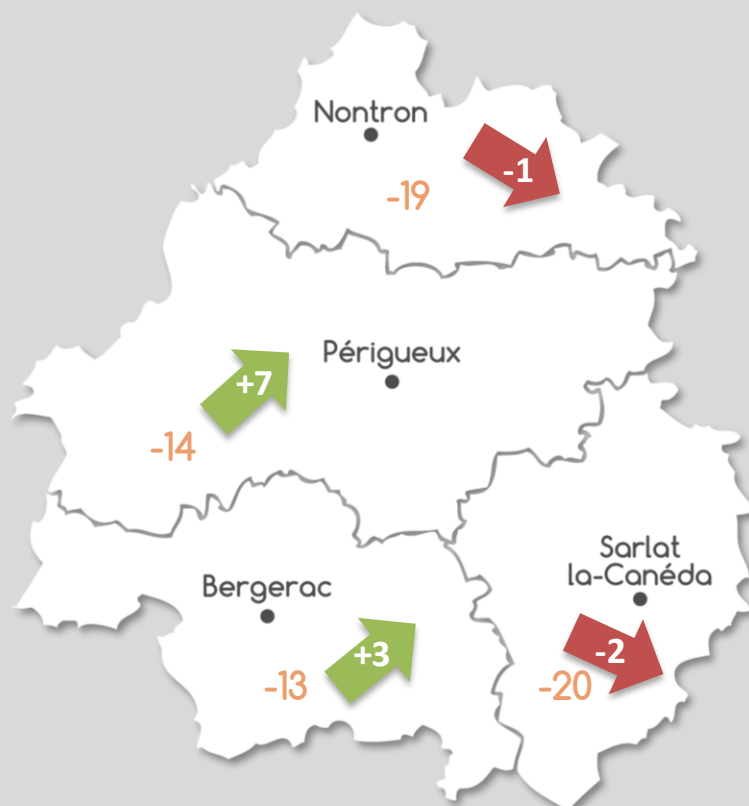 Nontron
-1
-19
Périgueux
+7
-14
Sarlat
la-Canéda
Bergerac
-2
+3
-13
-20